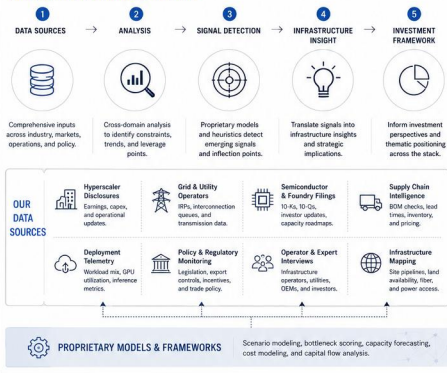 1
2
3
4
5
DATA SOURCES
ANALYSIS
SIGNAL DETECTION
INFRASTRUCTURE
INSIGHT
INVESTMENT
FRAMEWORK
Comprehensive inputs
across industry, markets,
operations, and policy.
Cross-domain analysis
to identify constraints,
trends, and leverage
points.
Proprietary models
and heuristics detect
emerging signals
and inflection points.
Translate signals into
infrastructure insights
and strategic
implications.
Inform investment
perspectives and
thematic positioning
across the stack.
OUR
DATA
SOURCES
Hyperscaler
Disclosures
Earnings, capex,
and operational
updates.
Grid & Utility
Operators
IRPs, interconnection
queues, and
transmission data.
Semiconductor
& Foundry Filings
10-Ks, 10-Qs,
investor updates,
capacity roadmaps.
Supply Chain
Intelligence
BOM checks, lead
times, inventory,
and pricing.
Deployment
Telemetry
Workload mix, GPU
utilization, inference
metrics.
Policy & Regulatory
Monitoring
Legislation, export
controls, incentives,
and trade policy.
Operator & Expert
Interviews
Infrastructure
operators, utilities,
OEMs, and investors.
Infrastructure
Mapping
Site pipelines, land
availability, fiber,
and power access.
PROPRIETARY MODELS & FRAMEWORKS
Scenario modeling, bottleneck scoring, capacity forecasting,
cost modeling, and capital flow analysis.